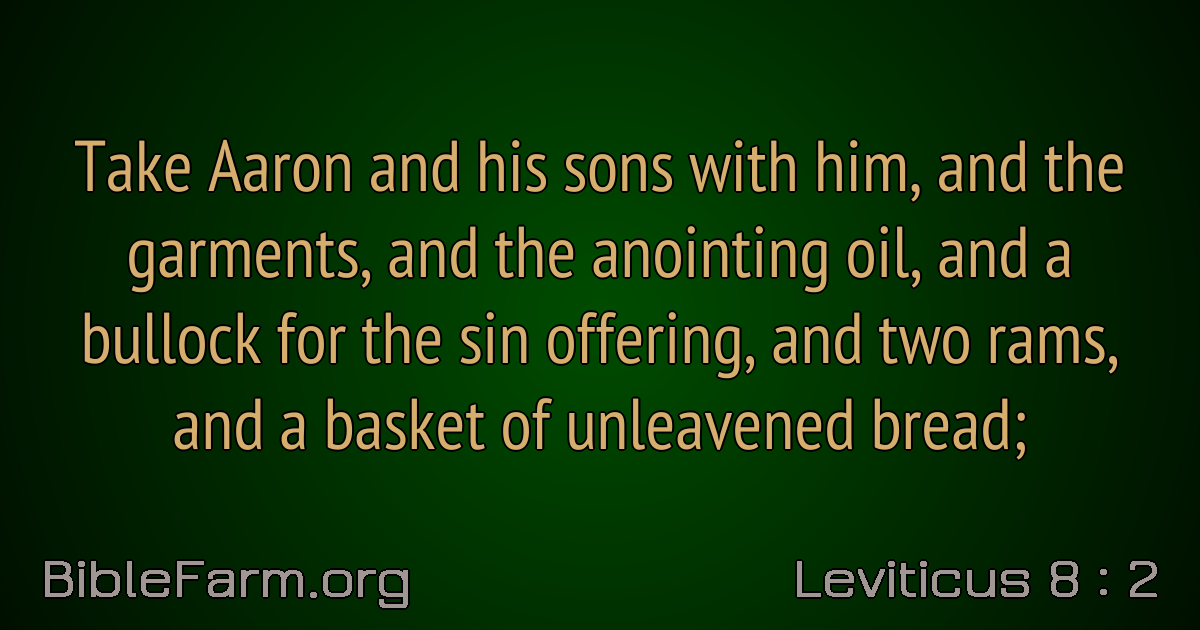 Take Aaron and his sons with him, and the
garments, and the anointing oil, and a
bullock for the sin offering, and two rams,
and a basket of unleavened bread;
BibleFarm.org
Leviticus 8 : 2